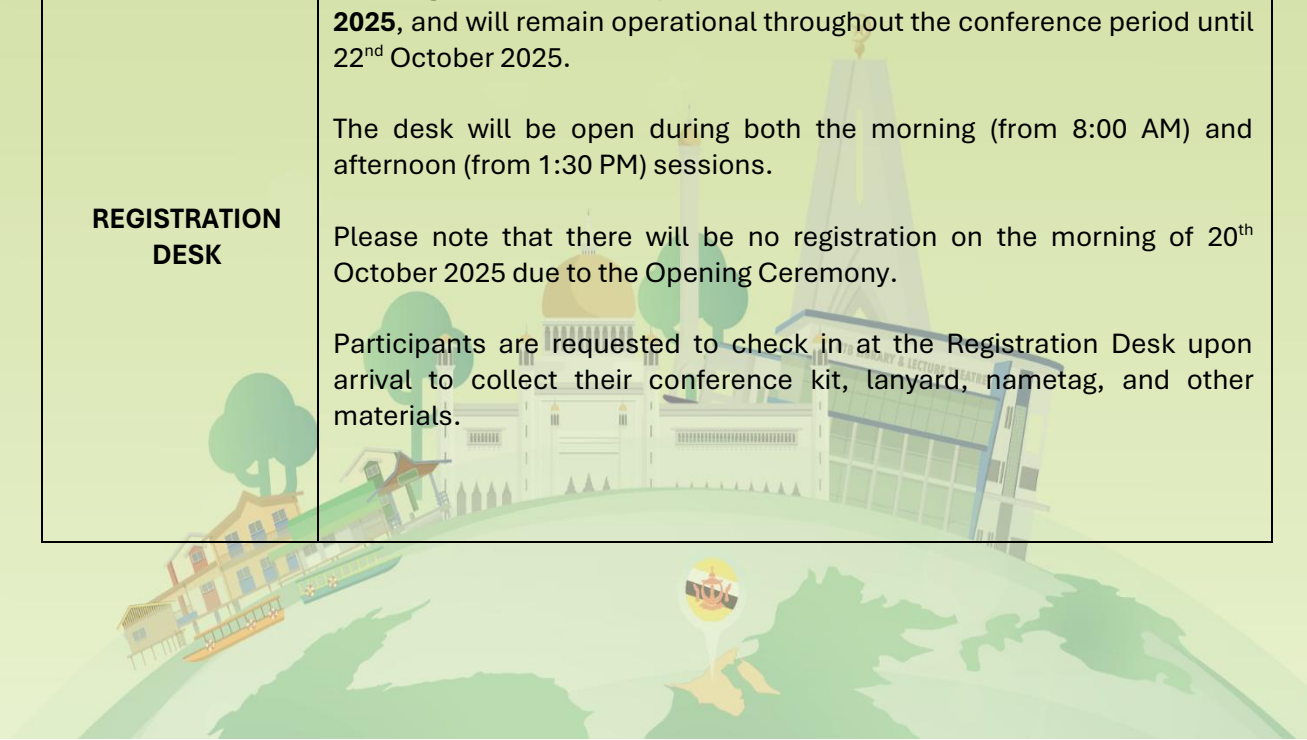 2025, and will remain operational throughout the conference period until
22nd October 2025.
The desk will be open during both the morning (from 8:00 AM) and
afternoon (from 1:30 PM) sessions.
REGISTRATION
DESK
Please note that there will be no registration on the morning of 20th
October 2025 due to the Opening Ceremony.
Participants are requested to check in at the Registration Desk upon
arrival to collect their conference kit, lanyard, nametag, and other
materials.
LIBRARY & LECTURE THEATRE